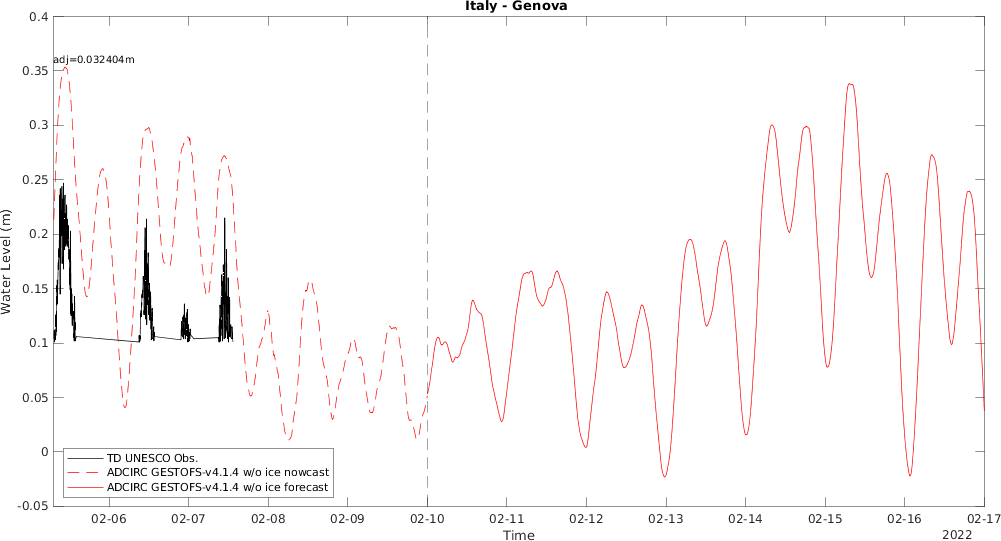 Italy - Genova
adj=0.032404m
0.4
0.35
0.3
0.25
0.2
0.15
0.1
0.05
0
-0.05
Water Level (m)
TD UNESCO Obs.
ADCIRC GESTOFS-v4.1.4 w/o ice nowcast
ADCIRC GESTOFS-v4.1.4 w/o ice forecast
02-06 02-07 02-08 02-09 02-10 02-11 02-12 02-13 02-14 02-15 02-16 02-17
Time
2022